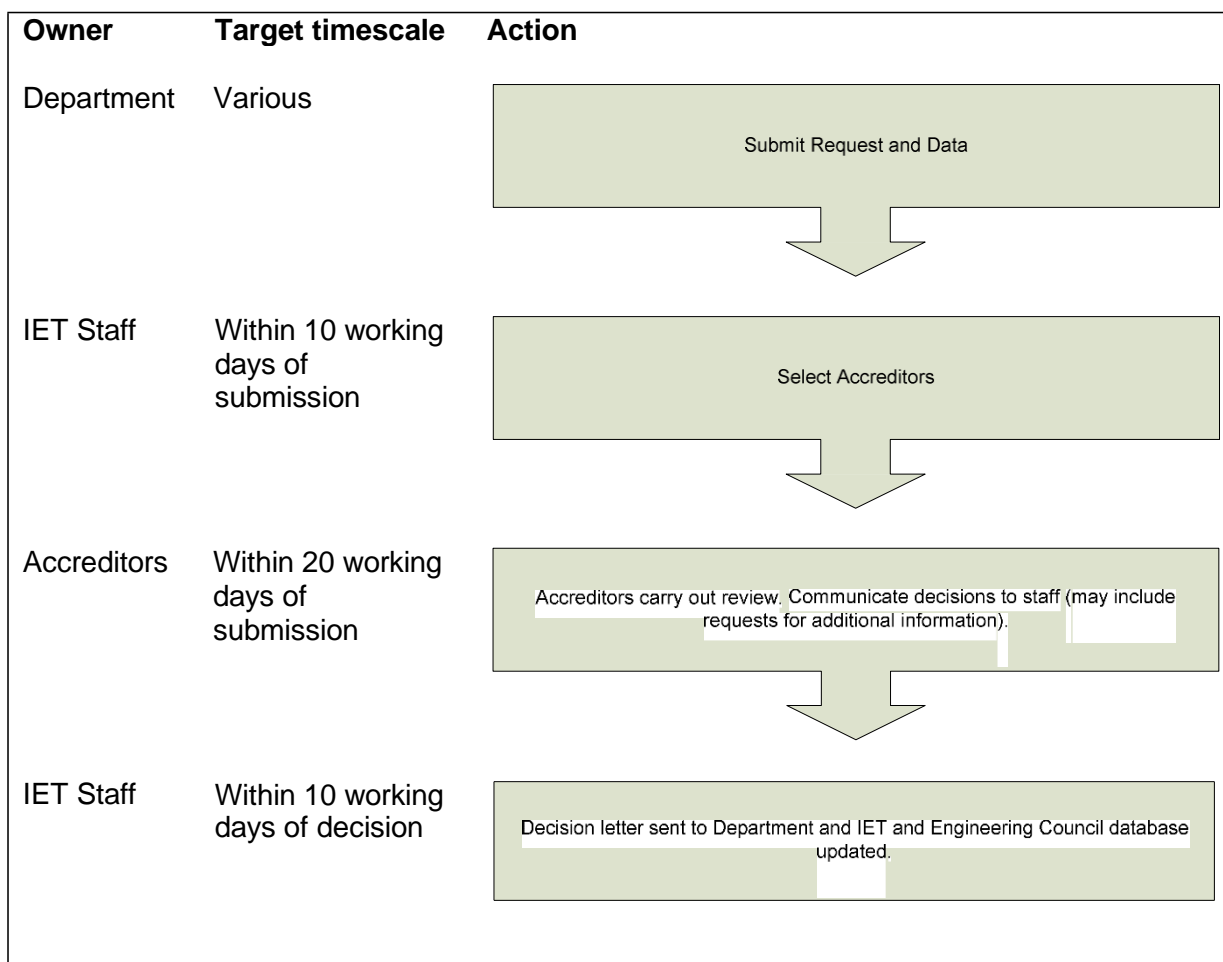 Owner Target timescale Action
Department Various
Submit Request and Data
IET Staff Within 10 working
days of
submission
Select Accreditors
Accreditors Within 20 working
days of
submission
Accreditors carry out review. Communicate decisions to staff (may include
requests for additional information).
IET Staff Within 10 working
days of decision
Decision letter sent to Department and IET and Engineering Council database
updated.